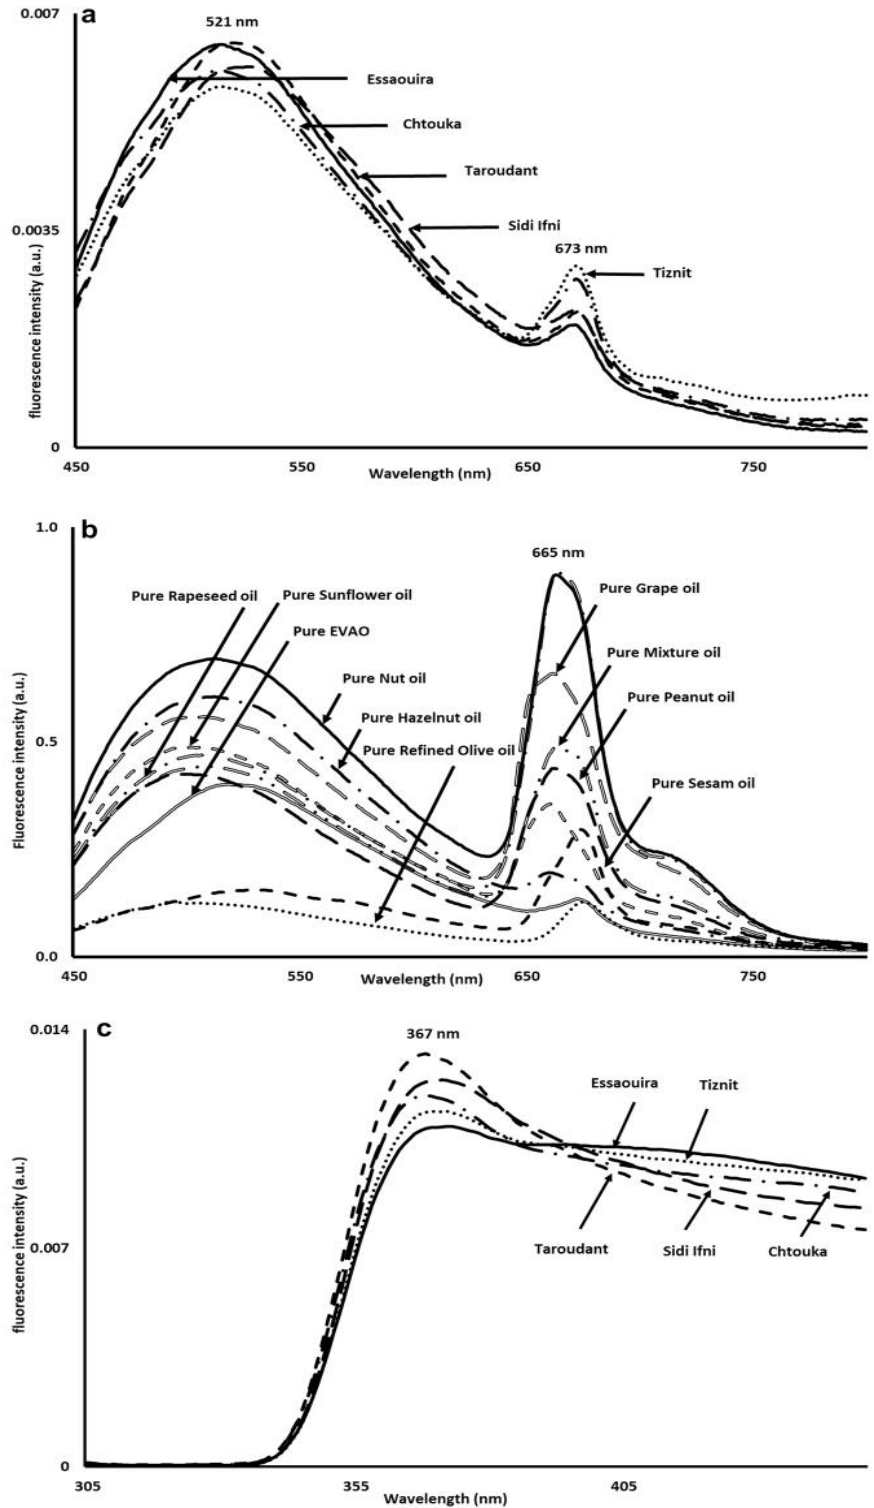 0.007
a
521 nm
Essaouira
Chtouka
Taroudant
0.0035
Sidi Ifni
673 nm
Tiznit
fluorescence intensity (a.u.)
0
450
550
650
750
Wavelength (nm)
1.0
b
665 nm
Pure Rapeseed oil
Pure Sunflower oil
Pure Grape oil
Pure EVAO
Pure Mixture oil
Pure Nut oil
Pure Peanut oil
Pure Hazelnut oil
0.5
Pure Refined Olive oil
Pure Sesam oil
Fluorescence intensity (a.u.)
0.0
450
550
650
750
Wavelength (nm)
0.014
c
367 nm
Essaouira
Tiznit
0.007
Taroudant
Sidi Ifni
Chtouka
fluorescence intensity (a.u.)
0
305
355
405
Wavelength (nm)